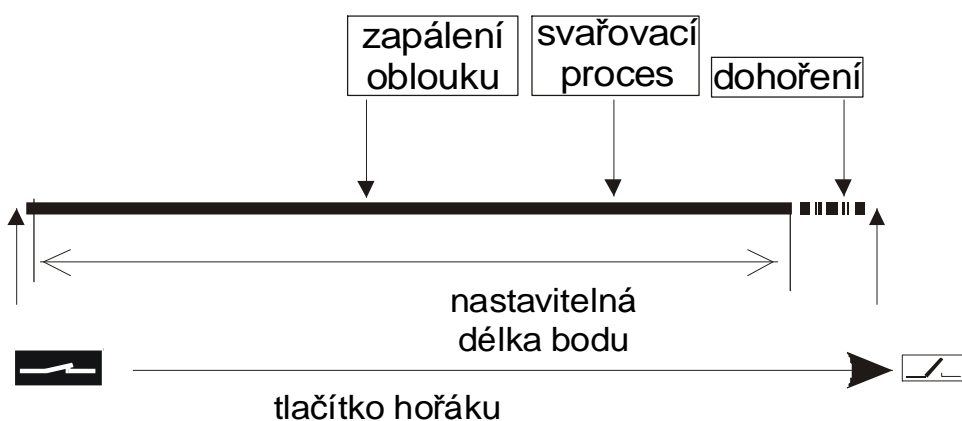 zapálení
oblouku
svařovací
proces
dohoření
nastavitelná
délka bodu
tlačítko hořáku